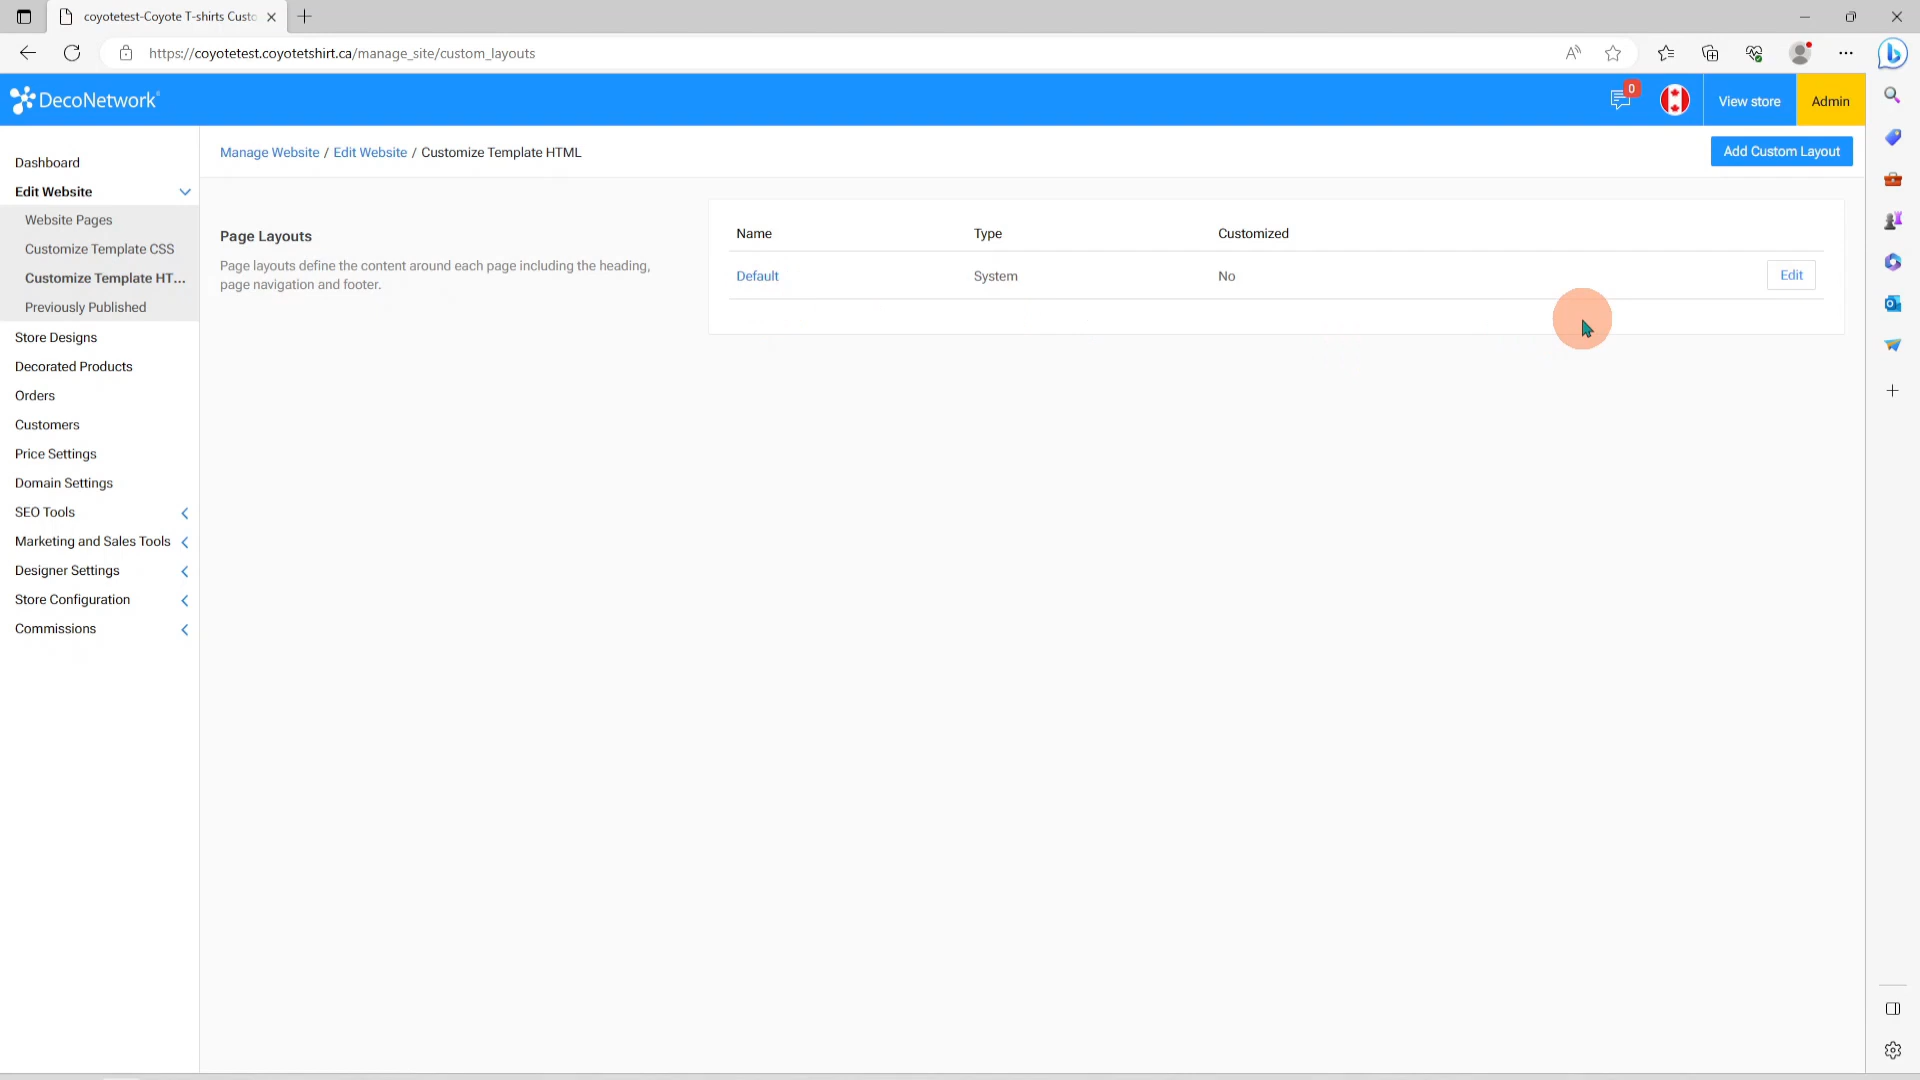 coyotetest-Coyote T-shirts Custo
https://coyotetest.coyotetshirt.ca/manage_site/custom_layouts
DecoNetwork
0
View store
Admin
Dashboard
Edit Website
Website Pages
Customize Template CSS
Customize Template HT...
Previously Published
Store Designs
Decorated Products
Orders
Customers
Price Settings
Domain Settings
SEO Tools
Marketing and Sales Tools
Designer Settings
Store Configuration
Commissions
Manage Website / Edit Website / Customize Template HTML
Add Custom Layout
Page Layouts
Page layouts define the content around each page including the heading,
page navigation and footer.
Name Type Customized
Default System No Edit